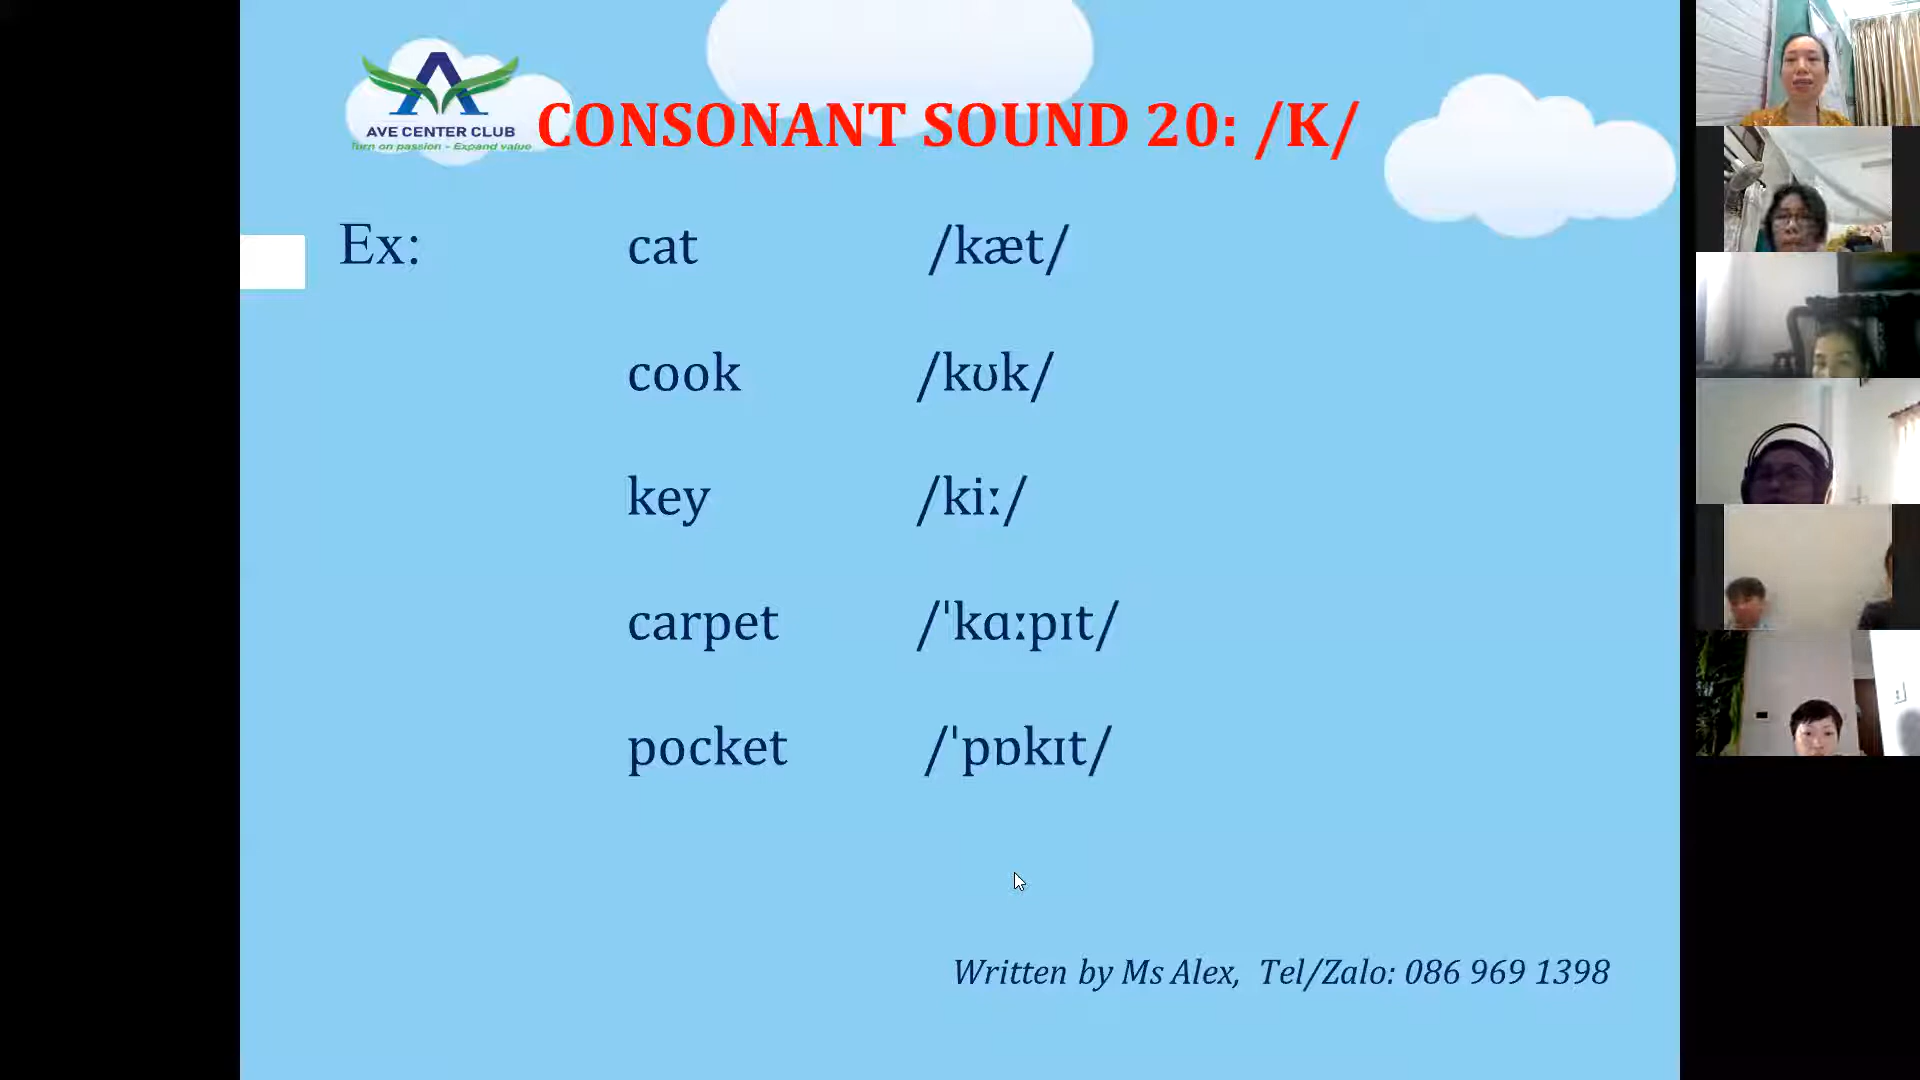 AVE CENTER CLUB
Turn on passion - Expand value
CONSONANT SOUND 20: /K/
Ex: cat /kæt/
cook /kʊk/
key /kiː/
carpet /ˈkɑːpɪt/
pocket /ˈpɒkɪt/
Written by Ms Alex, Tel/Zalo: 086 969 1398